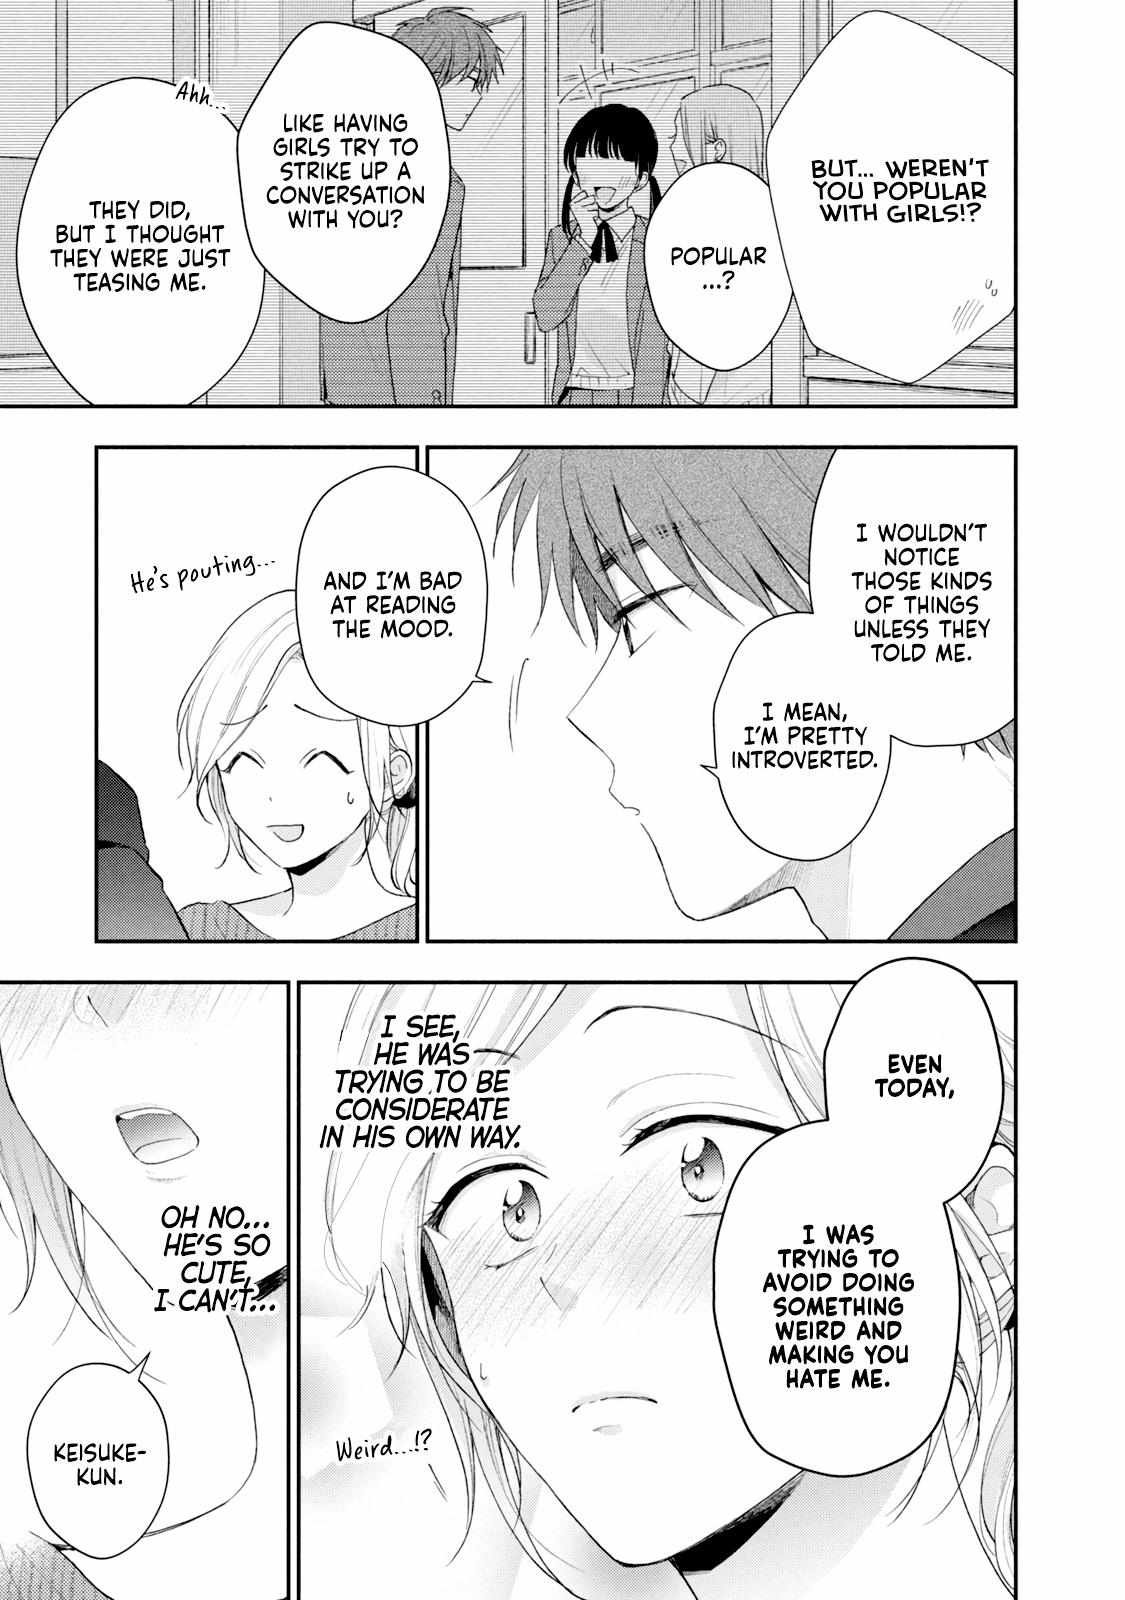 BUT... WEREN'T
YOU POPULAR
WITH GIRLS!?
POPULAR
...?
LIKE HAVING
GIRLS TRY TO
STRIKE UP A
CONVERSATION
WITH YOU?
Ahh...
THEY DID,
BUT I THOUGHT
THEY WERE JUST
TEASING ME.
I WOULDN'T
NOTICE
THOSE KINDS
OF THINGS
UNLESS THEY
TOLD ME.
I MEAN,
I'M PRETTY
INTROVERTED.
AND I'M BAD
AT READING
THE MOOD.
He's pouting...
EVEN
TODAY,
I WAS
TRYING TO
AVOID DOING
SOMETHING
WEIRD AND
MAKING YOU
HATE ME.
I SEE,
HE WAS
TRYING TO BE
CONSIDERATE
IN HIS OWN WAY.
Weird...!?
OH NO...
HE'S SO
CUTE,
I CAN'T...
KEISUKE-
KUN.